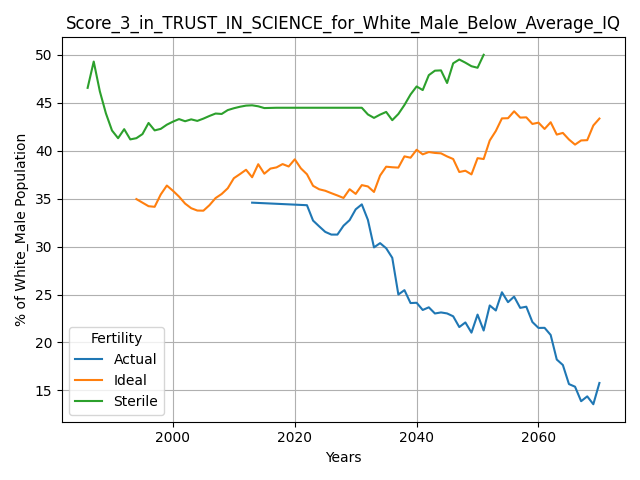 Score_3_in_TRUST_IN_SCIENCE_for_White_Male_Below_Average_IQ
% of White_Male Population
50
45
40
35
30
25
20
15
Fertility
Actual
Ideal
Sterile
2000
2020
2040
2060
Years